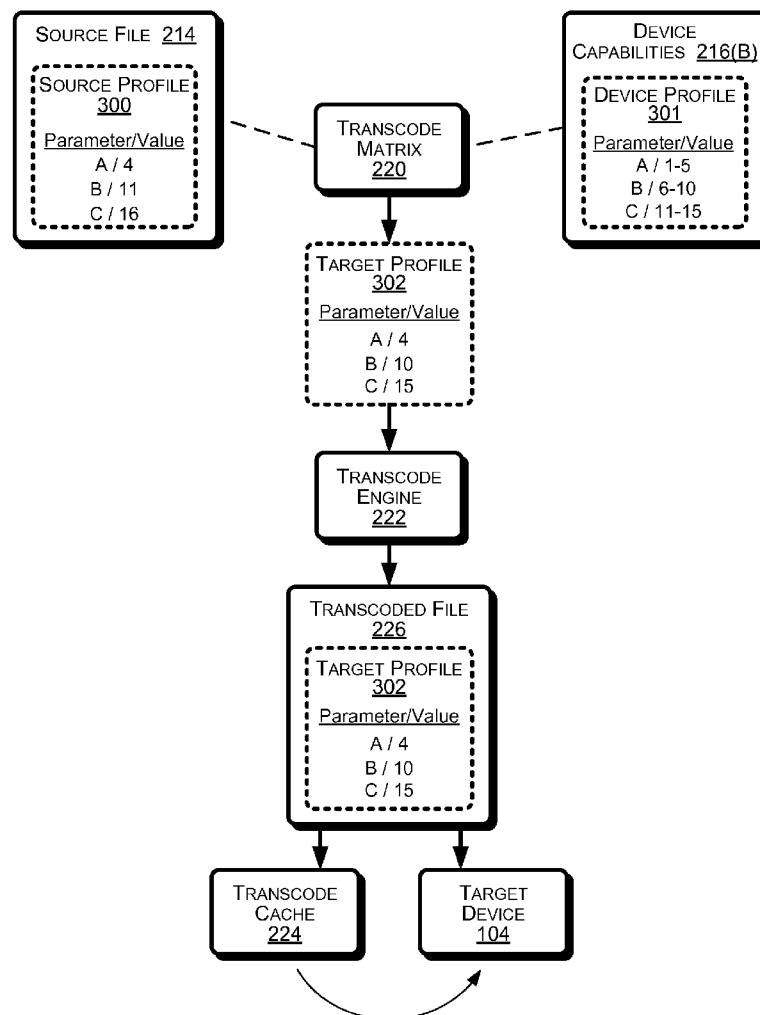 SOURCE FILE 214
SOURCE PROFILE
300
Parameter/Value
A / 4
B / 11
C / 16
DEVICE
CAPABILITIES 216(B)
DEVICE PROFILE
301
Parameter/Value
A / 1-5
B / 6-10
C / 11-15
TRANSCODE
MATRIX
220
TARGET PROFILE
302
Parameter/Value
A / 4
B / 10
C / 15
TRANSCODE
ENGINE
222
TRANSCODED FILE
226
TARGET PROFILE
302
Parameter/Value
A / 4
B / 10
C / 15
TRANSCODE
CACHE
224
TARGET
DEVICE
104